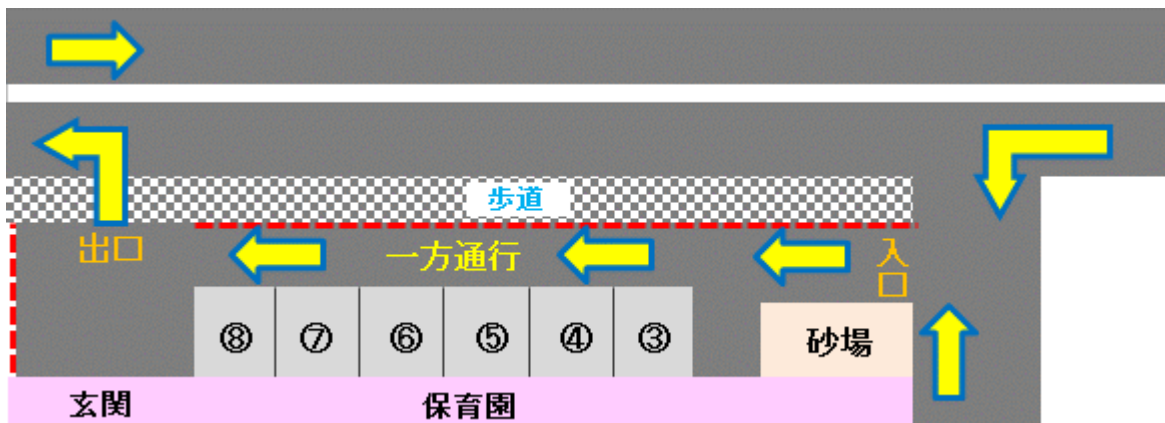 歩道
出口
一方通行
入口
⑧ ⑦ ⑥ ⑤ ④ ③
砂場
玄関
保育園